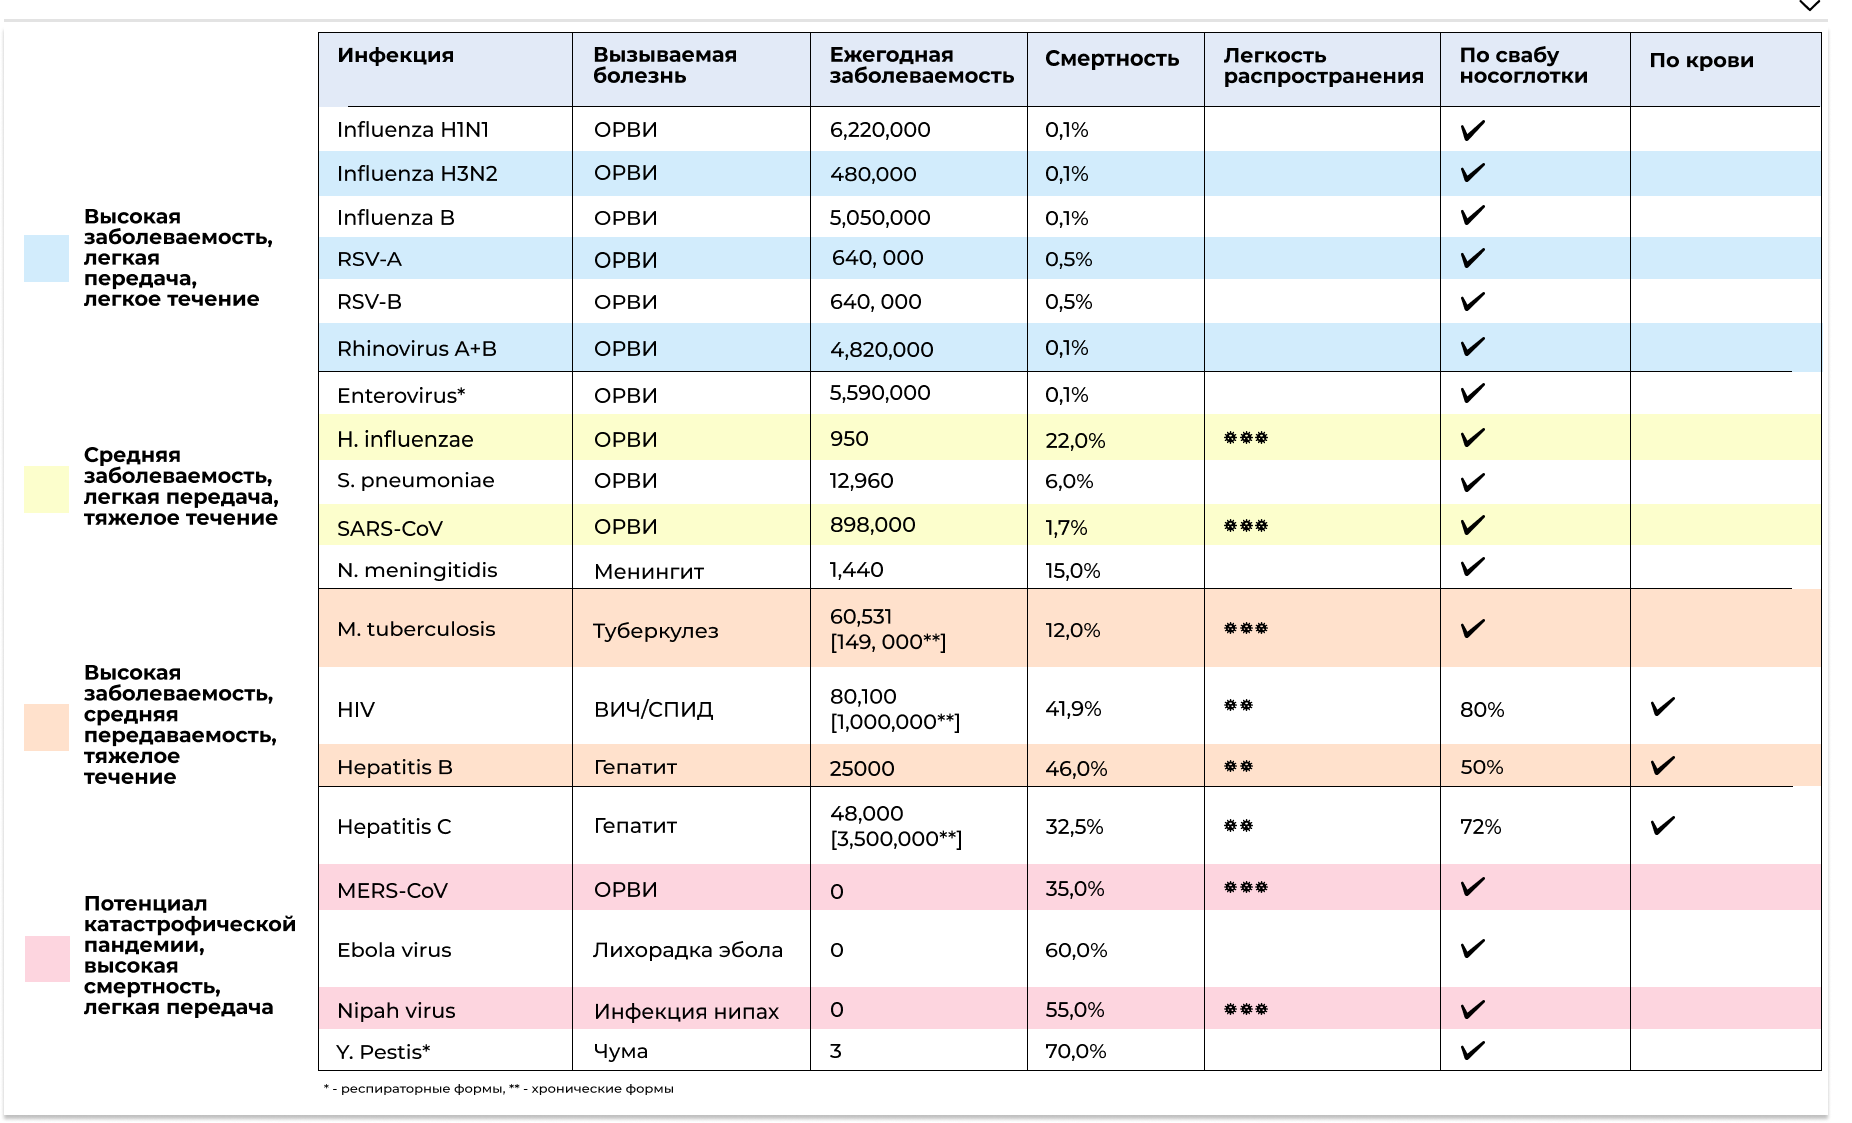 Инфекция
Вызываемая
болезнь
Ежегодная
заболеваемость
Смертность
Легкость
распространения
По свабу
носоглотки
По крови
Influenza H1N1 ОРВИ 6,220,000 0,1% ✔
Influenza H3N2 ОРВИ 480,000 0,1% ✔
Influenza B ОРВИ 5,050,000 0,1% ✔
RSV-A ОРВИ 640, 000 0,5% ✔
RSV-B ОРВИ 640, 000 0,5% ✔
Rhinovirus A+B ОРВИ 4,820,000 0,1% ✔
Enterovirus* ОРВИ 5,590,000 0,1% ✔
H. influenzae ОРВИ 950 22,0% ✔
S. pneumoniae ОРВИ 12,960 6,0% ✔
SARS-CoV ОРВИ 898,000 1,7% ✔
N. meningitidis Менингит 1,440 15,0% ✔
M. tuberculosis Туберкулез 60,531
[149, 000**] 12,0% ✔
HIV ВИЧ/СПИД 80,100
[1,000,000**] 41,9% 80% ✔
Hepatitis B Гепатит 25000 46,0% 50% ✔
Hepatitis C Гепатит 48,000
[3,500,000**] 32,5% 72% ✔
MERS-CoV ОРВИ 0 35,0% ✔
Ebola virus Лихорадка эбола 0 60,0% ✔
Nipah virus Инфекция нипах 0 55,0% ✔
Y. Pestis* Чума 3 70,0% ✔
* - респираторные формы, ** - хронические формы
Высокая
заболеваемость,
легкая
передача,
легкое течение
Средняя
заболеваемость,
легкая передача,
тяжелое течение
Высокая
заболеваемость,
средняя
передаваемость,
тяжелое
течение
Потенциал
катастрофической
пандемии,
высокая
смертность,
легкая передача